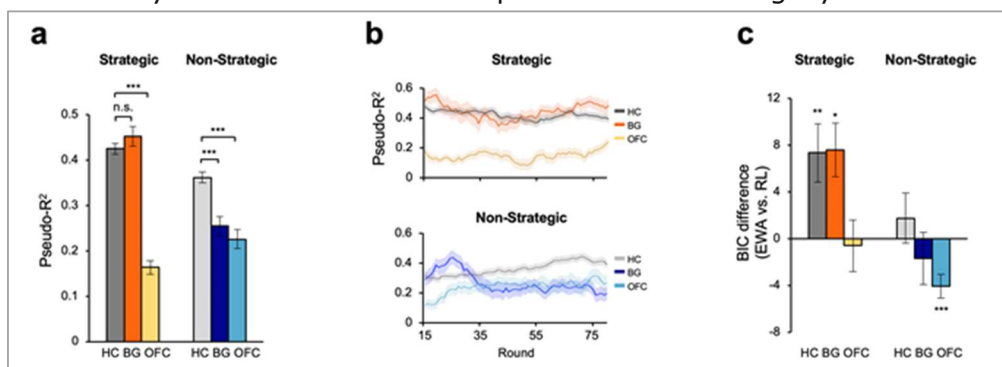 a
Strategic Non-Strategic
***
n.s.
***
***
0.5
0.4
0.3
0.2
0.1
0
Pseudo-R²
HC BG OFC HC BG OFC
b
Strategic
0.6
0.4
0.2
0
Pseudo-R²
HC
BG
OFC
Non-Strategic
0.6
0.4
0.2
0
HC
BG
OFC
15 35 55 75
Round
c
Strategic Non-Strategic
12
8
4
0
-4
-8
BIC difference
(EWA vs. RL)
** *
***
HC BG OFC HC BG OFC